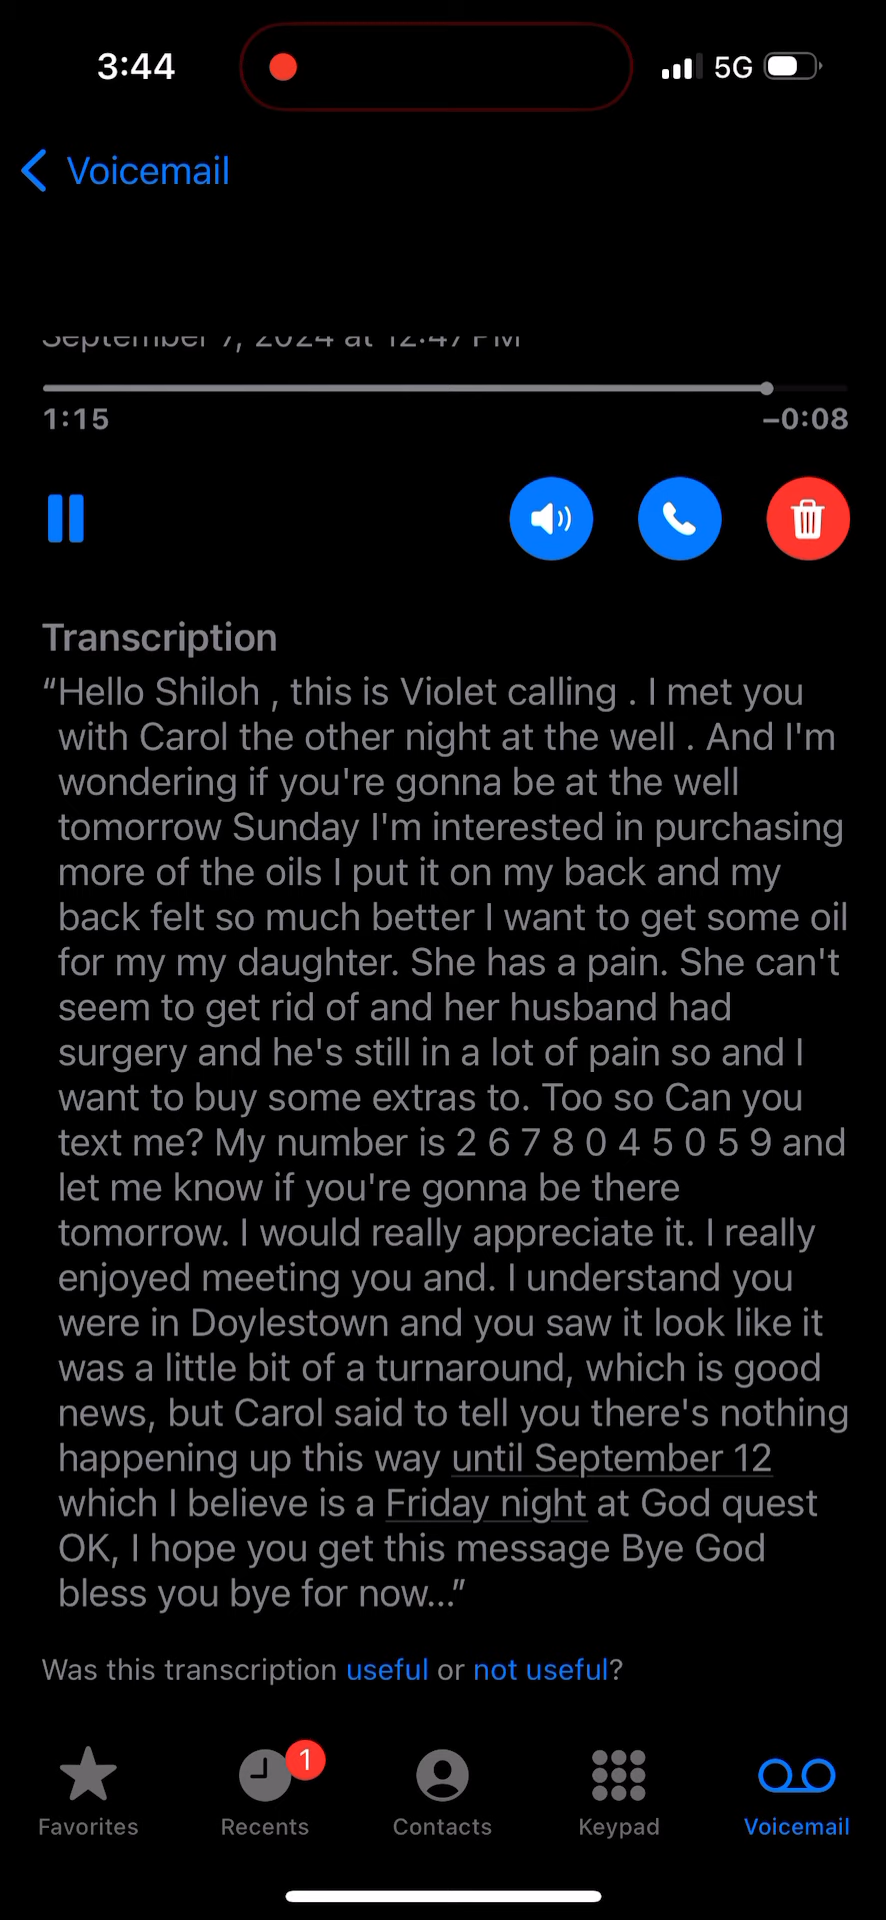 3:44
5G
Voicemail
September 7, 2024 at 12:47 PM
1:15
–0:08
Transcription
“Hello Shiloh , this is Violet calling . I met you
with Carol the other night at the well . And I'm
wondering if you're gonna be at the well
tomorrow Sunday I'm interested in purchasing
more of the oils I put it on my back and my
back felt so much better I want to get some oil
for my my daughter. She has a pain. She can't
seem to get rid of and her husband had
surgery and he's still in a lot of pain so and I
want to buy some extras to. Too so Can you
text me? My number is 2 6 7 8 0 4 5 0 5 9 and
let me know if you're gonna be there
tomorrow. I would really appreciate it. I really
enjoyed meeting you and. I understand you
were in Doylestown and you saw it look like it
was a little bit of a turnaround, which is good
news, but Carol said to tell you there's nothing
happening up this way until September 12
which I believe is a Friday night at God quest
OK, I hope you get this message Bye God
bless you bye for now...”
Was this transcription useful or not useful?
1
Favorites
Recents
Contacts
Keypad
Voicemail